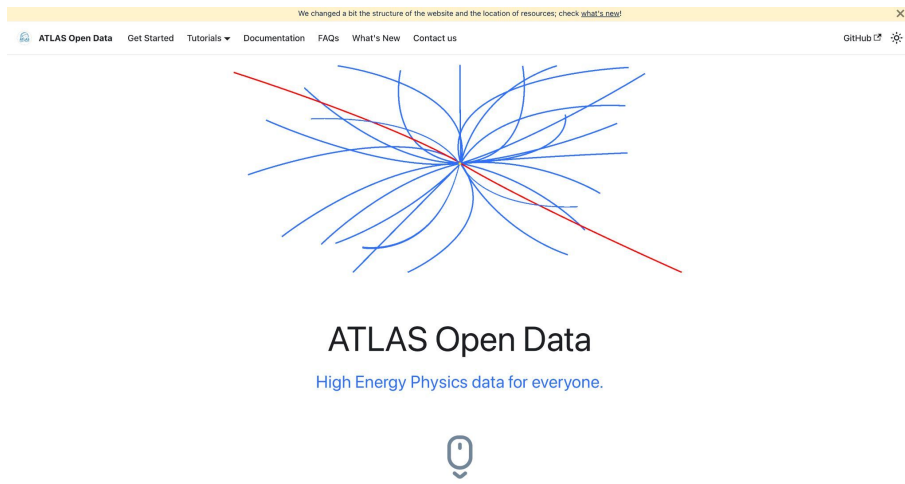 We changed a bit the structure of the website and the location of resources; check what's new!
ATLAS Open Data Get Started Tutorials Documentation FAQs What's New Contact us GitHub
ATLAS Open Data
High Energy Physics data for everyone.